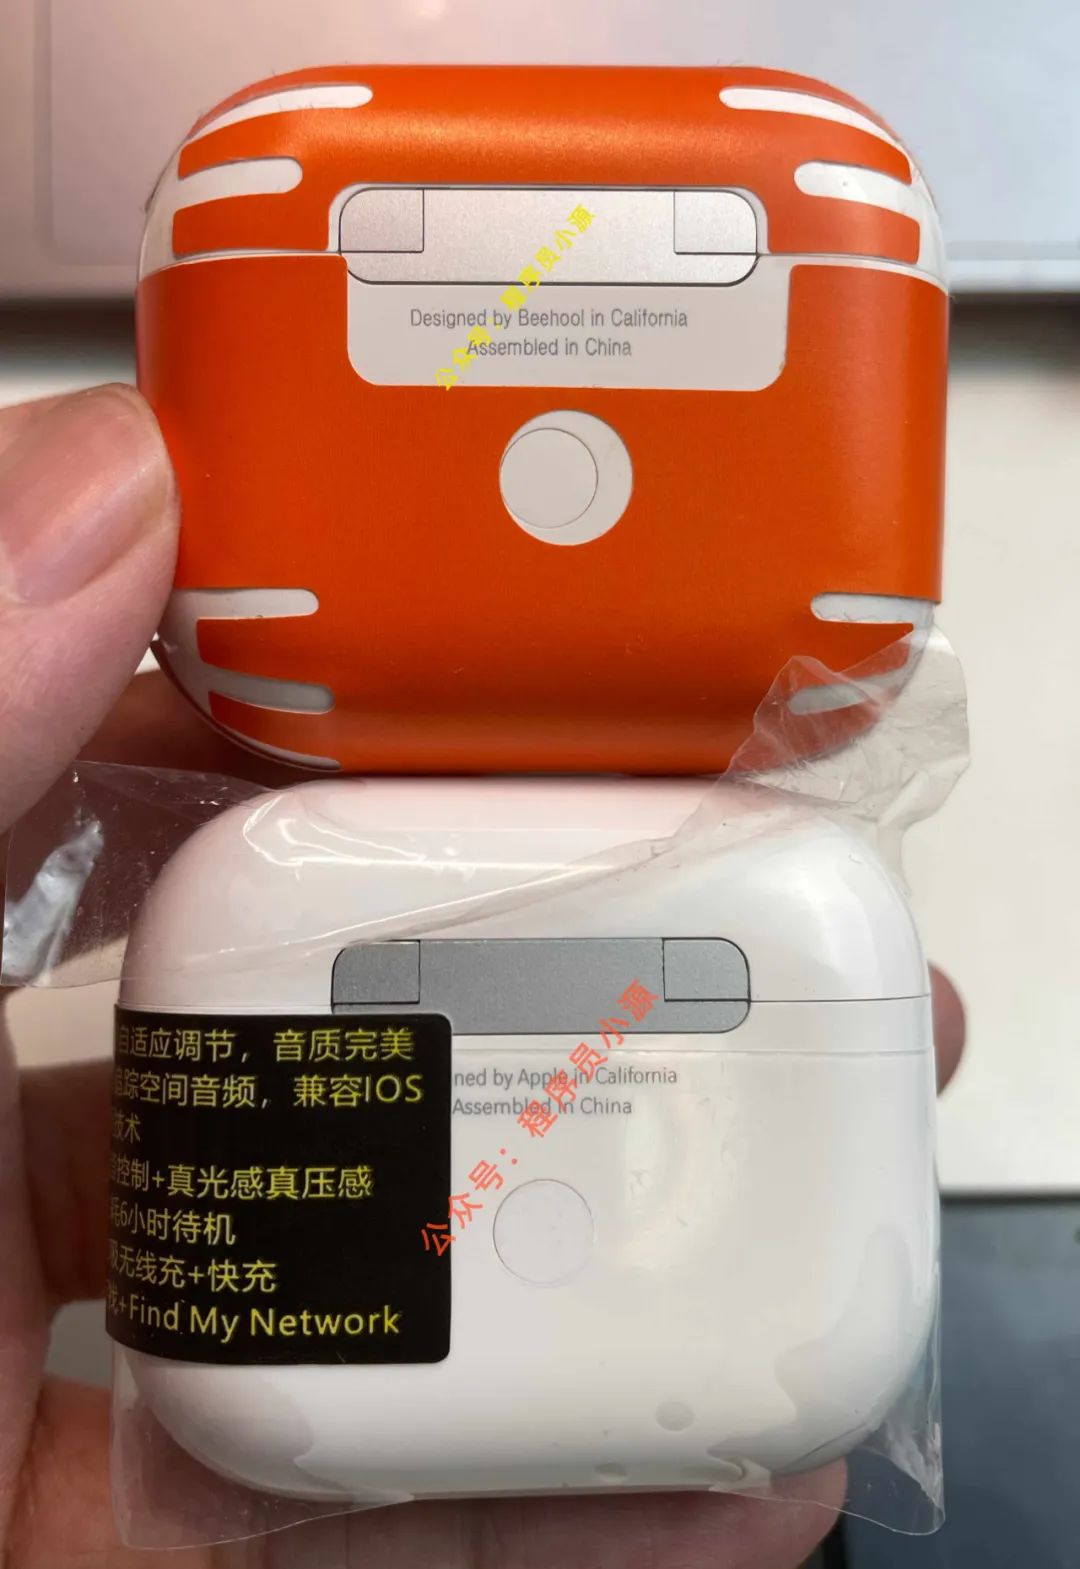 Designed by Beehool in California
Assembled in China
公众号：程序员小源
ned by Apple in California
Assembled in China
公众号：程序员小源
自适应调节，音质完美
追踪空间音频，兼容IOS
技术
控制+真光感真压感
6小时待机
无线充+快充
+Find My Network